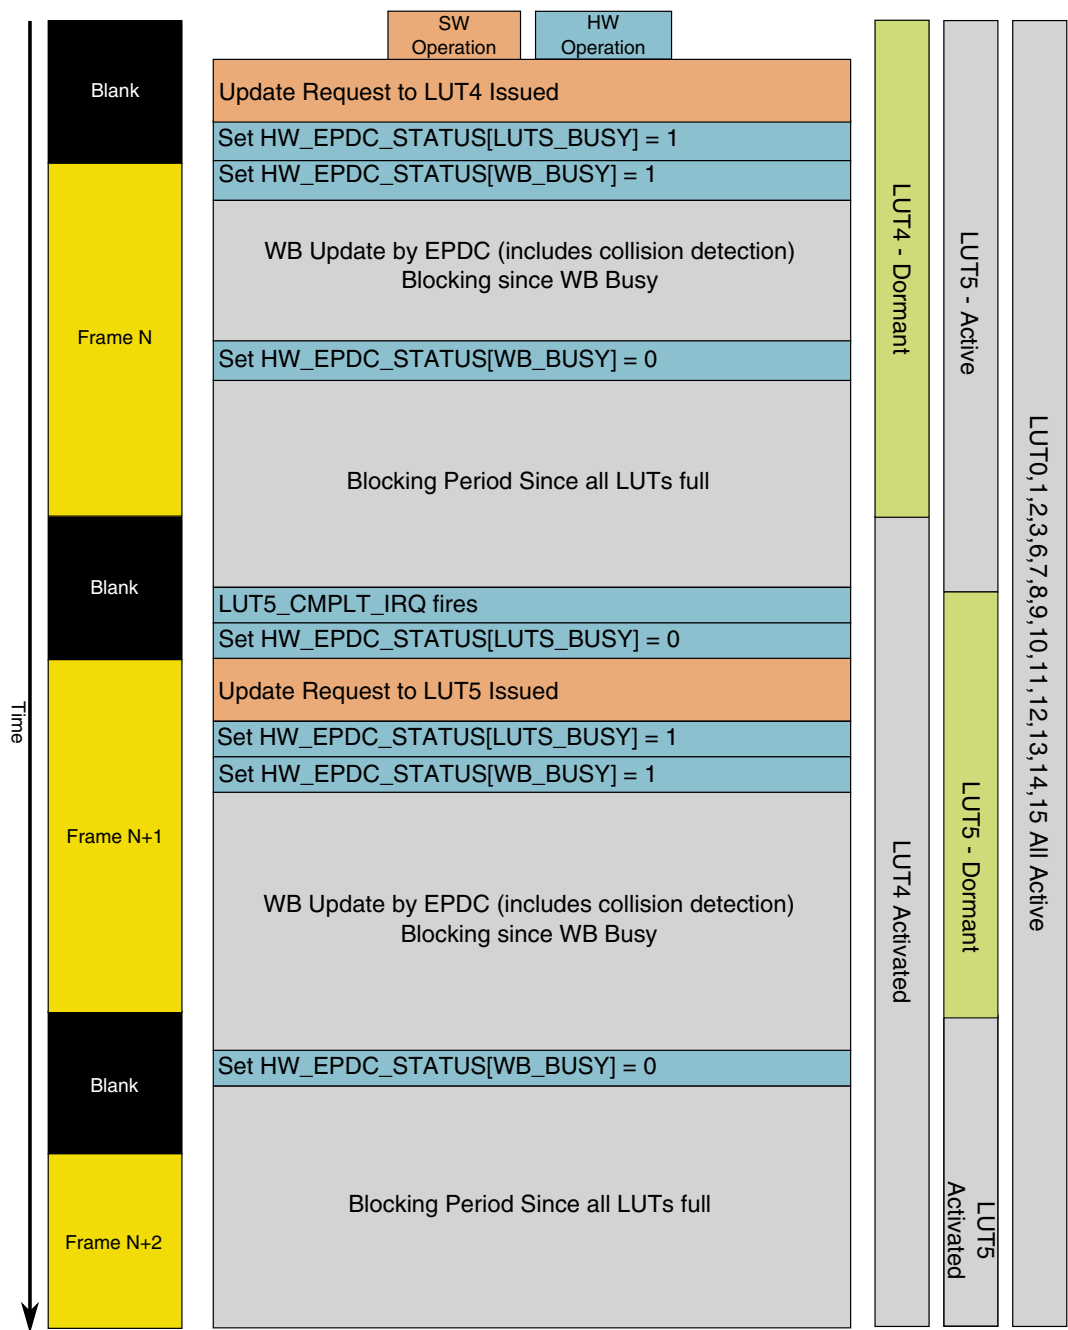 SW
Operation
HW
Operation
Blank
Update Request to LUT4 Issued
Set HW_EPDC_STATUS[LUTS_BUSY] = 1
Set HW_EPDC_STATUS[WB_BUSY] = 1
WB Update by EPDC (includes collision detection)
Blocking since WB Busy
Frame N
Set HW_EPDC_STATUS[WB_BUSY] = 0
Blocking Period Since all LUTs full
Blank
LUT5_CMPLT_IRQ fires
Set HW_EPDC_STATUS[LUTS_BUSY] = 0
Update Request to LUT5 Issued
Set HW_EPDC_STATUS[LUTS_BUSY] = 1
Set HW_EPDC_STATUS[WB_BUSY] = 1
Frame N+1
WB Update by EPDC (includes collision detection)
Blocking since WB Busy
Set HW_EPDC_STATUS[WB_BUSY] = 0
Blank
Blocking Period Since all LUTs full
Frame N+2
Time
LUT4 - Dormant
LUT4 Activated
LUT5 - Active
LUT5 - Dormant
LUT5
Activated
LUT0,1,2,3,6,7,8,9,10,11,12,13,14,15 All Active